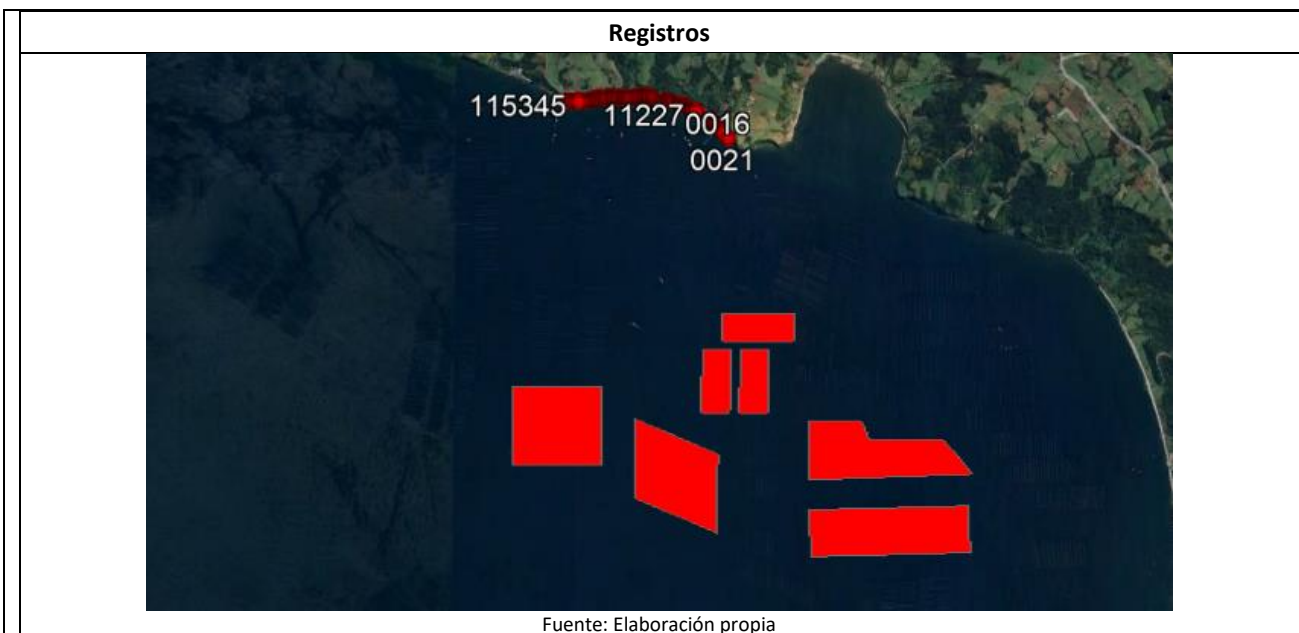 Registros
115345
11227
0016
0021
Fuente: Elaboración propia